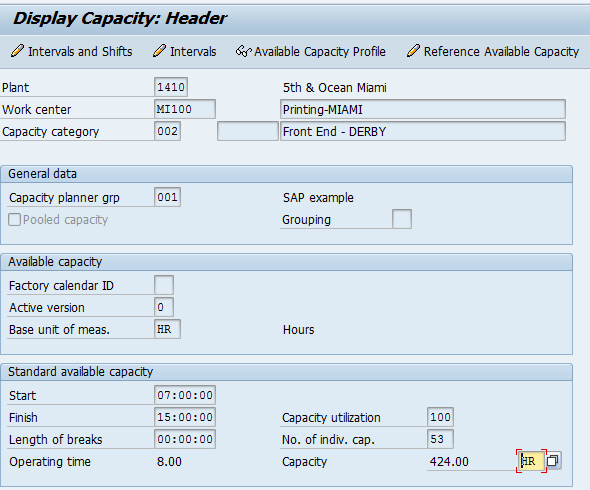 Display Capacity: Header
Intervals and Shifts Intervals Available Capacity Profile Reference Available Capacity
Plant 1410 5th & Ocean Miami
Work center MI100 Printing-MIAMI
Capacity category 002 Front End - DERBY
General data
Capacity planner grp 001 SAP example
Pooled capacity Grouping
Available capacity
Factory calendar ID
Active version 0
Base unit of meas. HR Hours
Standard available capacity
Start 07:00:00
Finish 15:00:00 Capacity utilization 100
Length of breaks 00:00:00 No. of indiv. cap. 53
Operating time 8.00 Capacity 424.00 HR